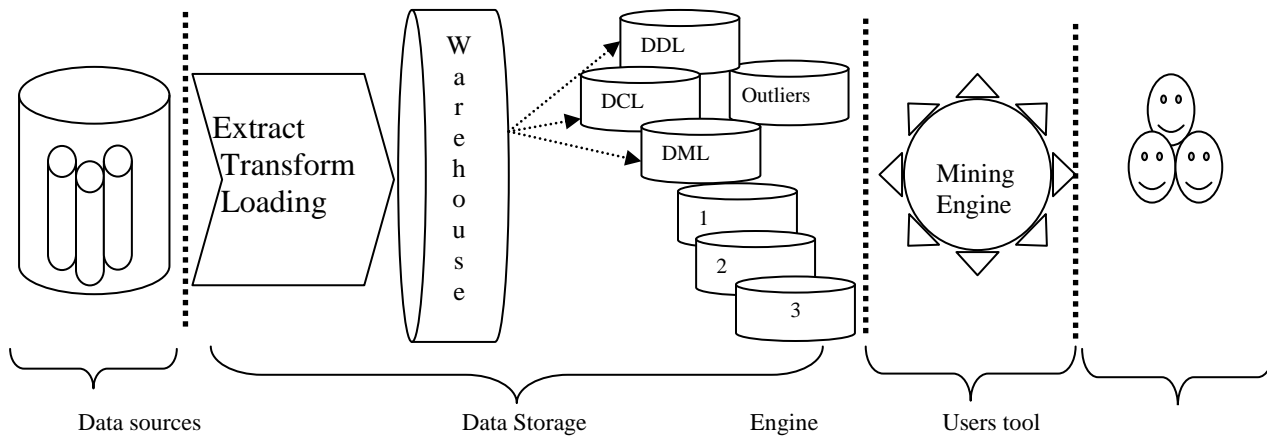 Extract
Transform
Loading
Warehouse
DDL
DCL
Outliers
DML
1
2
3
Mining
Engine
Data sources
Data Storage
Engine
Users tool